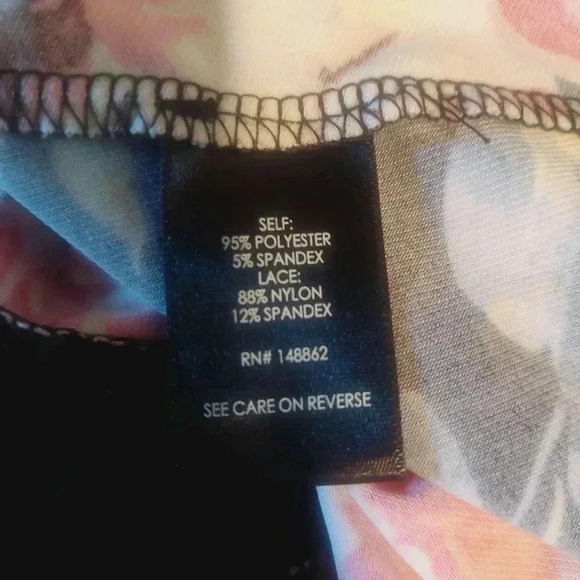 SELF:
95% POLYESTER
5% SPANDEX
LACE:
88% NYLON
12% SPANDEX
RN# 148862
SEE CARE ON REVERSE